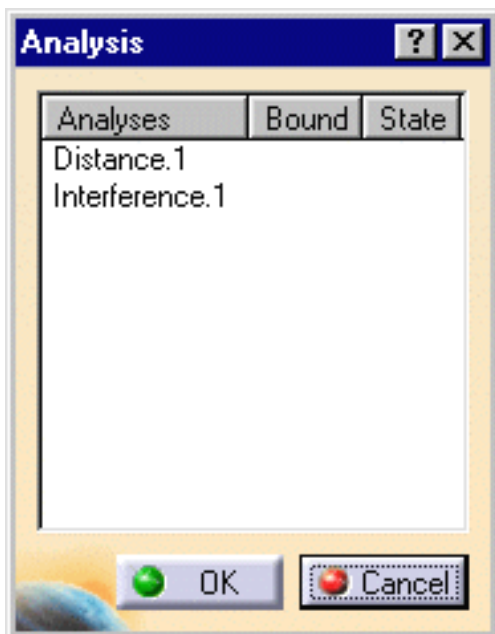 Analysis
Analyses Bound State
Distance.1
Interference.1
OK Cancel